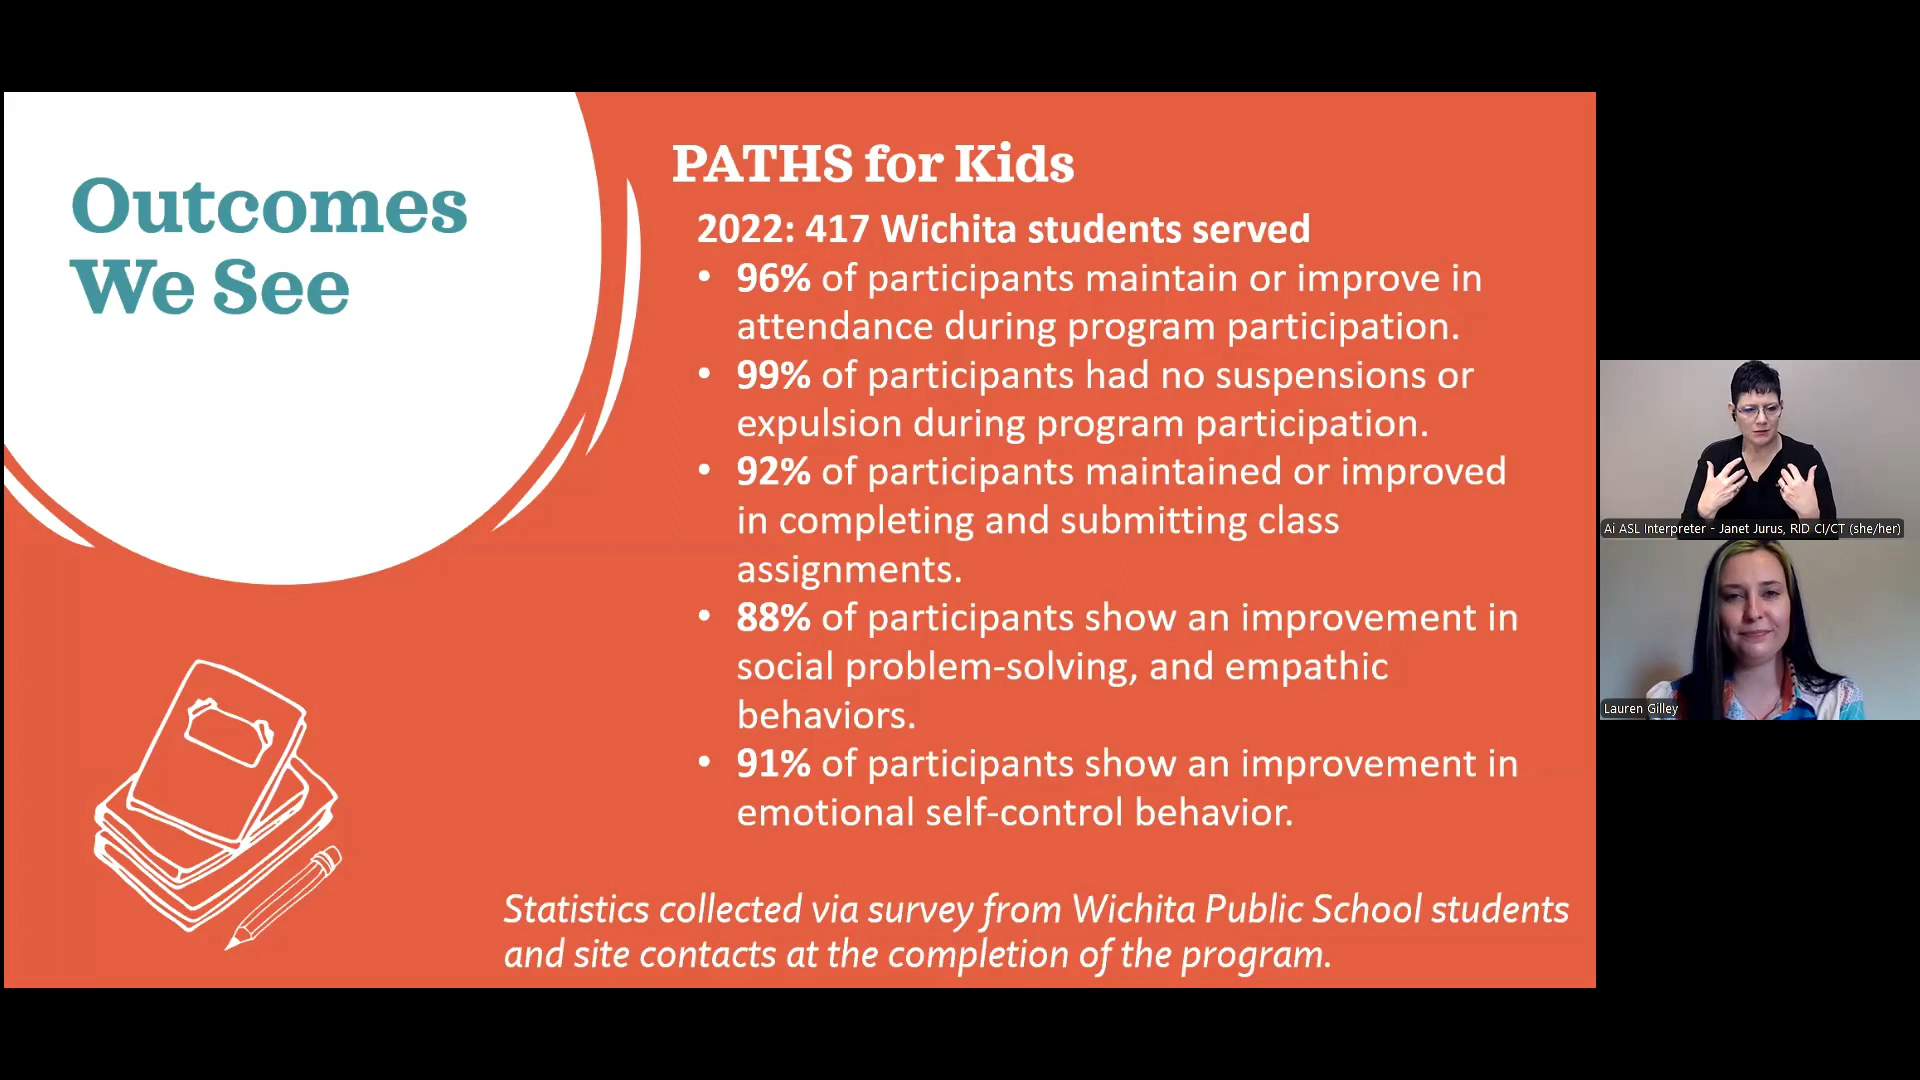 Outcomes
We See
PATHS for Kids
2022: 417 Wichita students served
• 96% of participants maintain or improve in
attendance during program participation.
• 99% of participants had no suspensions or
expulsion during program participation.
• 92% of participants maintained or improved
in completing and submitting class
assignments.
• 88% of participants show an improvement in
social problem-solving, and empathic
behaviors.
• 91% of participants show an improvement in
emotional self-control behavior.
Statistics collected via survey from Wichita Public School students
and site contacts at the completion of the program.
Ai ASL Interpreter - Janet Jurus, RID CI/CT (she/her)
Lauren Gilley